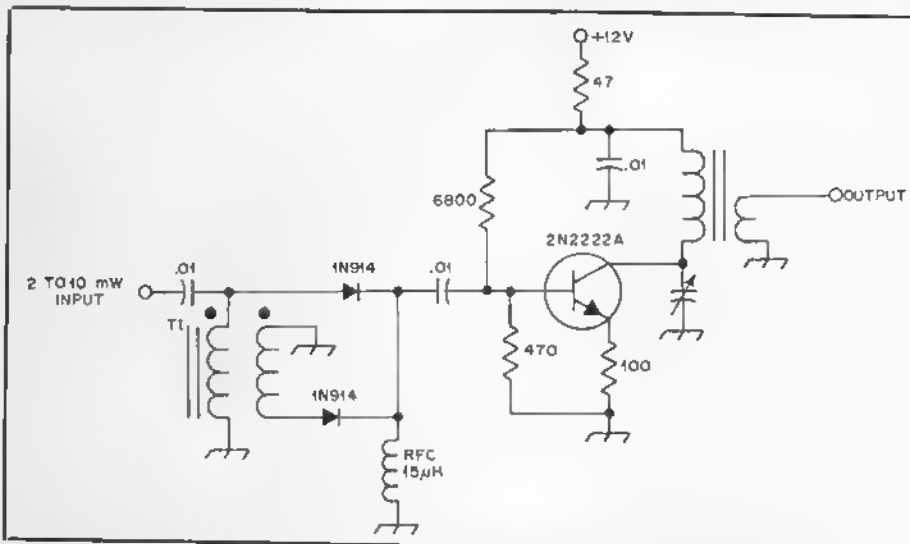 +12V
47
.01
6800
OUTPUT
2N2222A
2 TO 10 mW
INPUT
.01
1N914
.01
T1
470
100
1N914
RFC
15µH